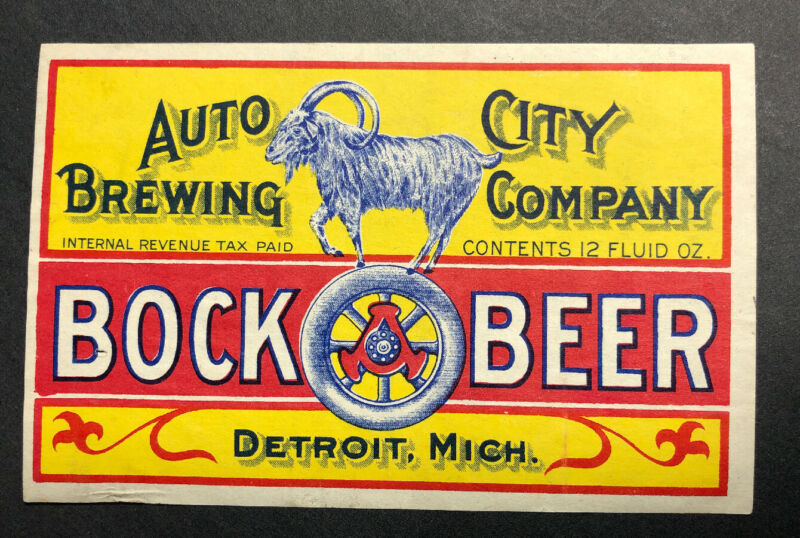 AUTO CITY
BREWING COMPANY
INTERNAL REVENUE TAX PAID CONTENTS 12 FLUID OZ.
BOCK BEER
DETROIT, MICH.